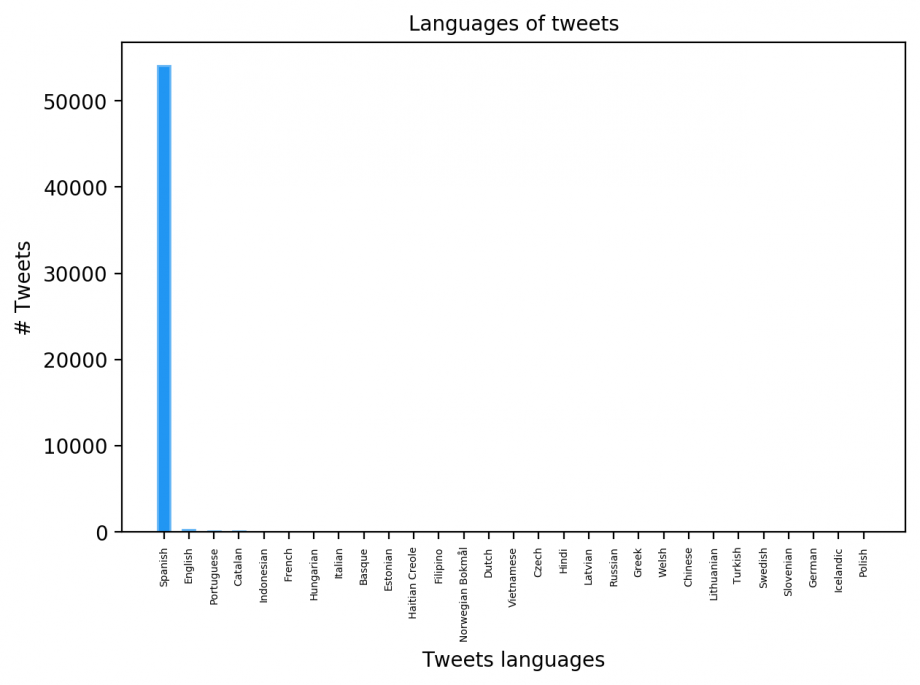 Languages of tweets
# Tweets
50000
40000
30000
20000
10000
0
Spanish
English
Portuguese
Catalan
Indonesian
French
Hungarian
Italian
Basque
Estonian
Haitian Creole
Filipino
Norwegian Bokmål
Dutch
Vietnamese
Czech
Hindi
Latvian
Russian
Greek
Welsh
Chinese
Lithuanian
Turkish
Swedish
Slovenian
German
Icelandic
Polish
Tweets languages